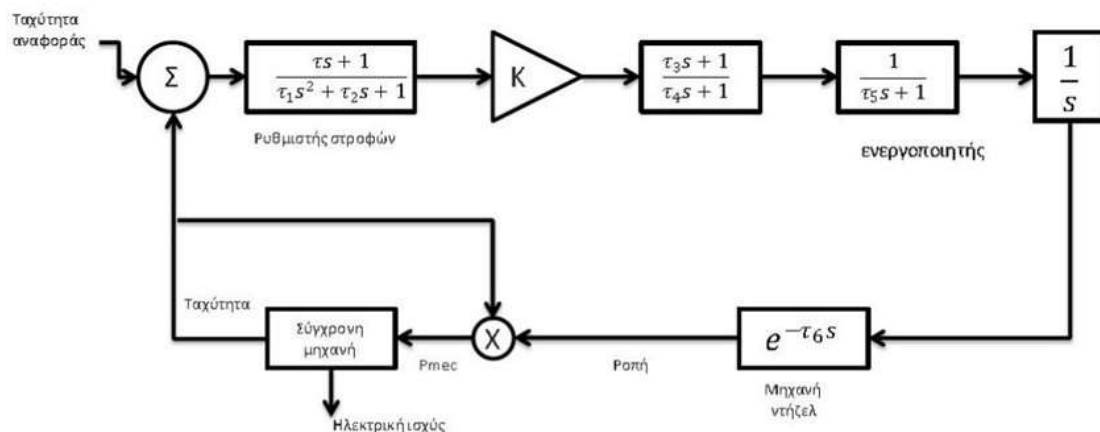 Ταχύτητα
αναφοράς
Σ
τs + 1
τ₁s² + τ₂s + 1
Ρυθμιστής στροφών
K
τ₃s + 1
τ₄s + 1
1
τ₅s + 1
ενεργοποιητής
1
s
Ταχύτητα
Σύγχρονη
μηχανή
Ηλεκτρική ισχύς
Pmec
X
Ροπή
e^{-τ₆s}
Μηχανή
ντήζελ